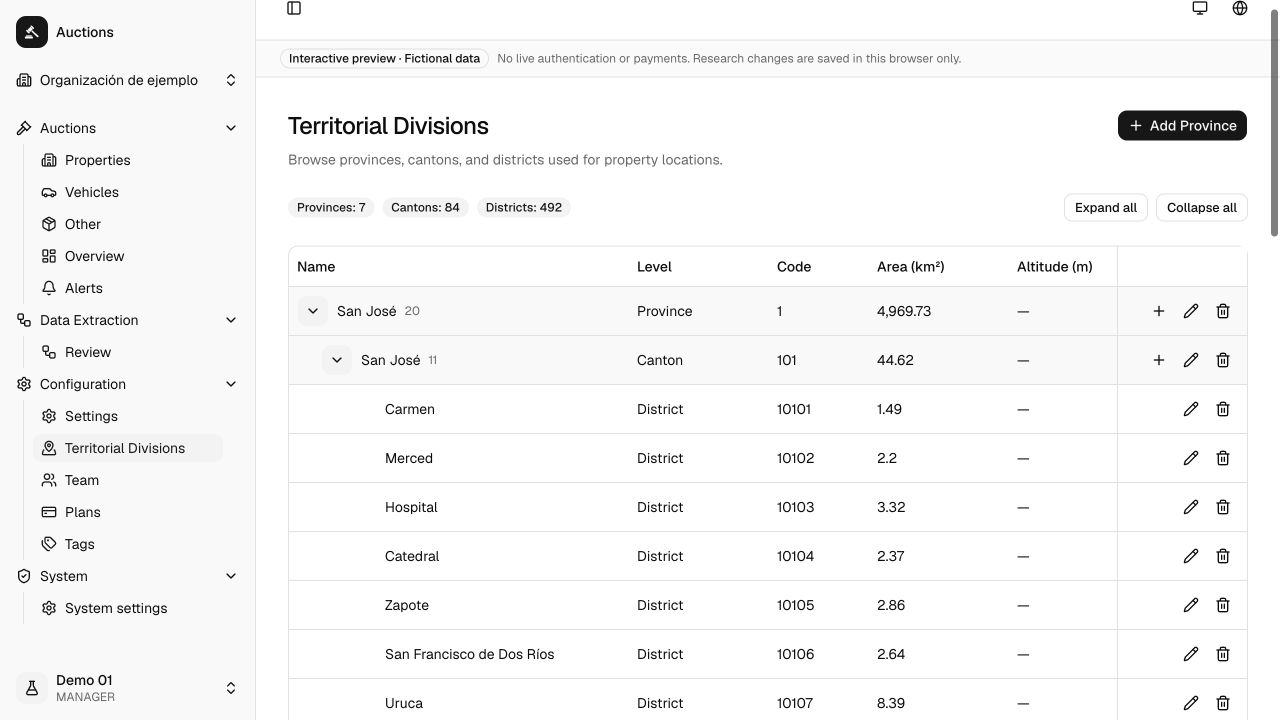 Auctions
Organización de ejemplo
Auctions
Properties
Vehicles
Other
Overview
Alerts
Data Extraction
Review
Configuration
Settings
Territorial Divisions
Team
Plans
Tags
System
System settings
Demo 01
MANAGER
Interactive preview · Fictional data No live authentication or payments. Research changes are saved in this browser only.
Territorial Divisions
Add Province
Browse provinces, cantons, and districts used for property locations.
Provinces: 7 Cantons: 84 Districts: 492 Expand all Collapse all
Name Level Code Area (km²) Altitude (m)
San José 20 Province 1 4,969.73 —
San José 11 Canton 101 44.62 —
Carmen District 10101 1.49 —
Merced District 10102 2.2 —
Hospital District 10103 3.32 —
Catedral District 10104 2.37 —
Zapote District 10105 2.86 —
San Francisco de Dos Ríos District 10106 2.64 —
Uruca District 10107 8.39 —